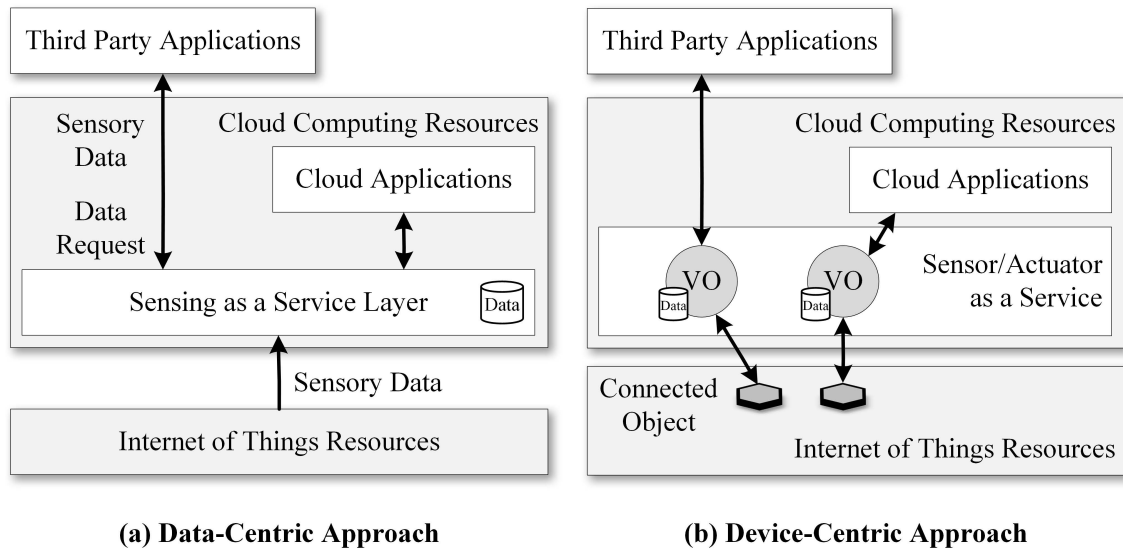 Third Party Applications
Cloud Computing Resources
Sensory
Data
Cloud Applications
Data
Request
Sensing as a Service Layer
Data
Sensory Data
Internet of Things Resources
(a) Data-Centric Approach
Third Party Applications
Cloud Computing Resources
Cloud Applications
VO
Data
VO
Data
Sensor/Actuator
as a Service
Connected
Object
Internet of Things Resources
(b) Device-Centric Approach